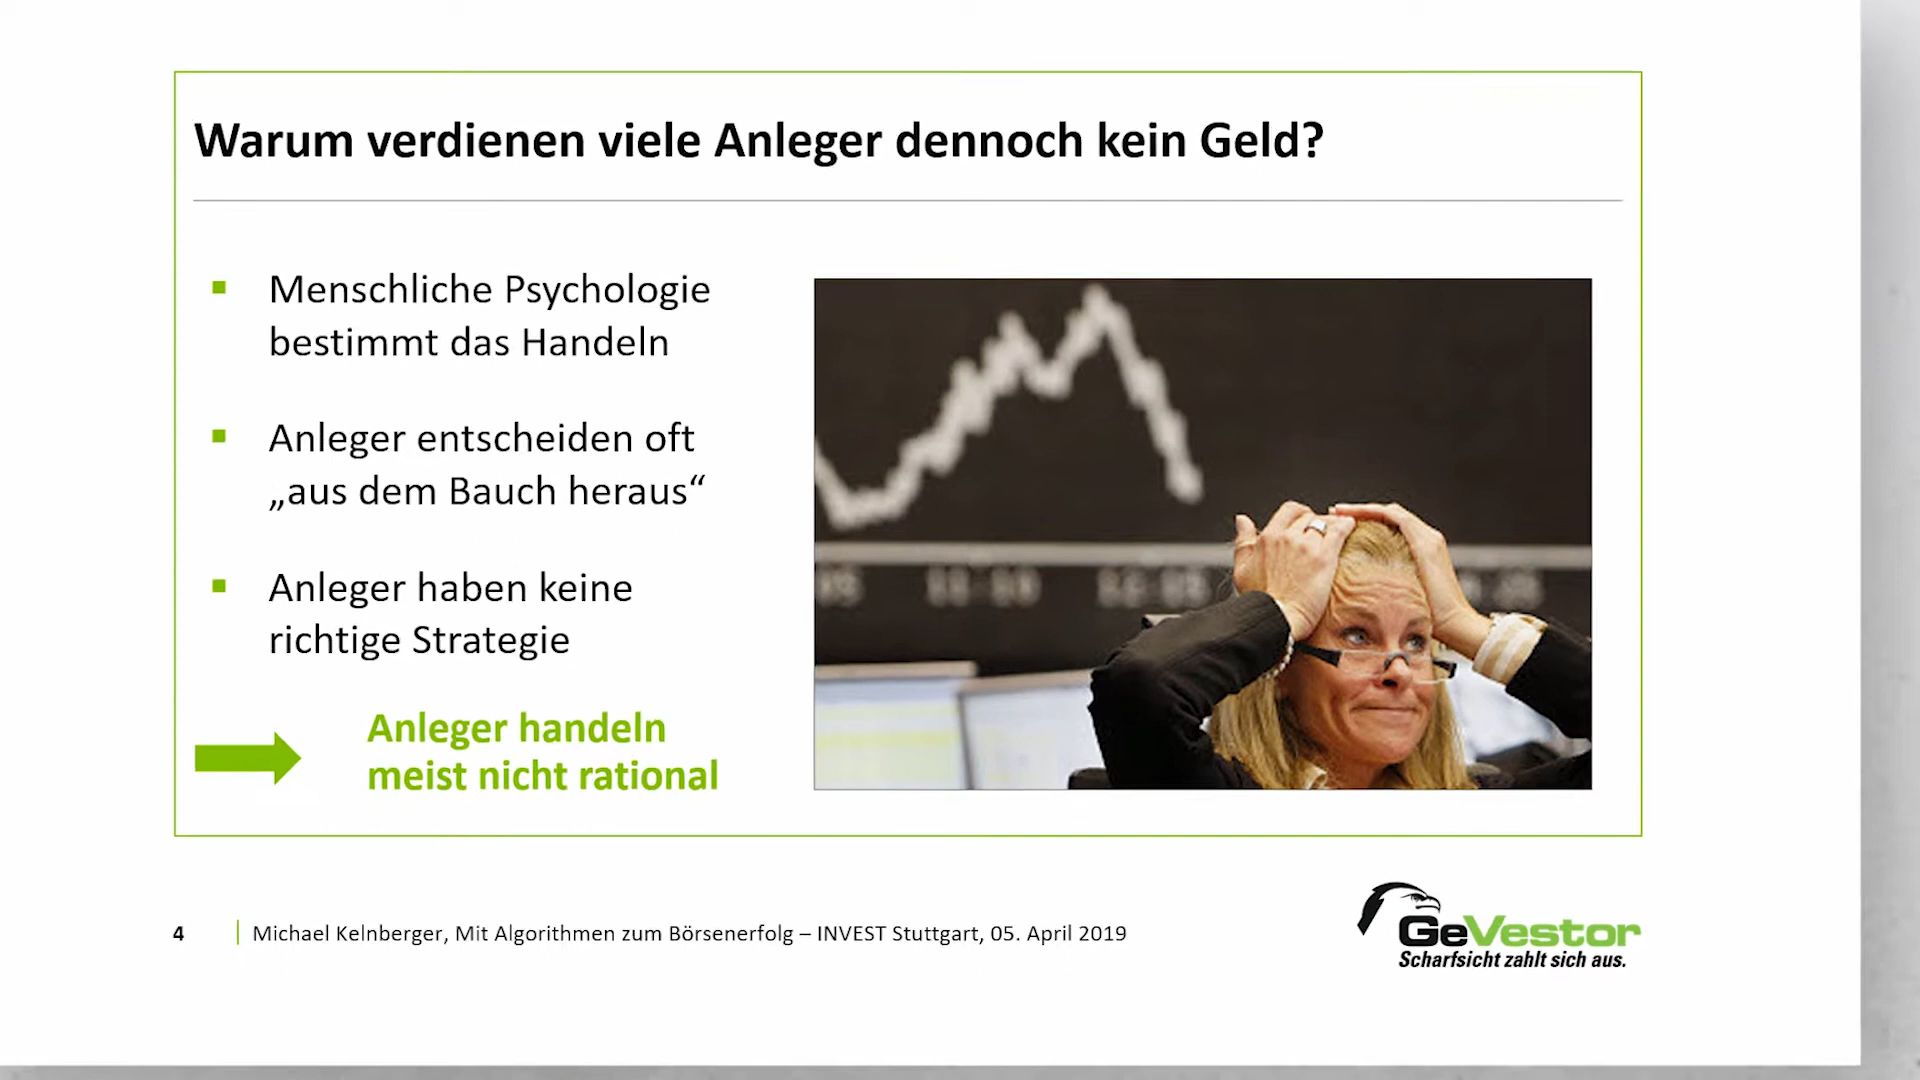 Warum verdienen viele Anleger dennoch kein Geld?
Menschliche Psychologie
bestimmt das Handeln
Anleger entscheiden oft
„aus dem Bauch heraus“
Anleger haben keine
richtige Strategie
Anleger handeln
meist nicht rational
11:10
4
Michael Kelnberger, Mit Algorithmen zum Börsenerfolg – INVEST Stuttgart, 05. April 2019
GeVestor
Scharfsicht zahlt sich aus.